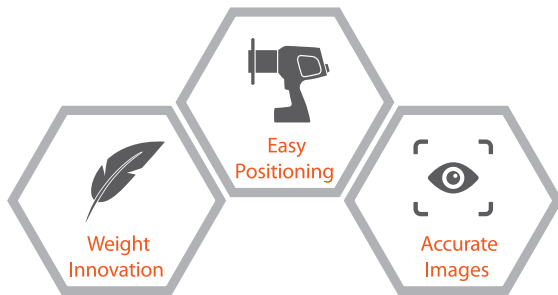 Weight
Innovation
Easy
Positioning
Accurate
Images